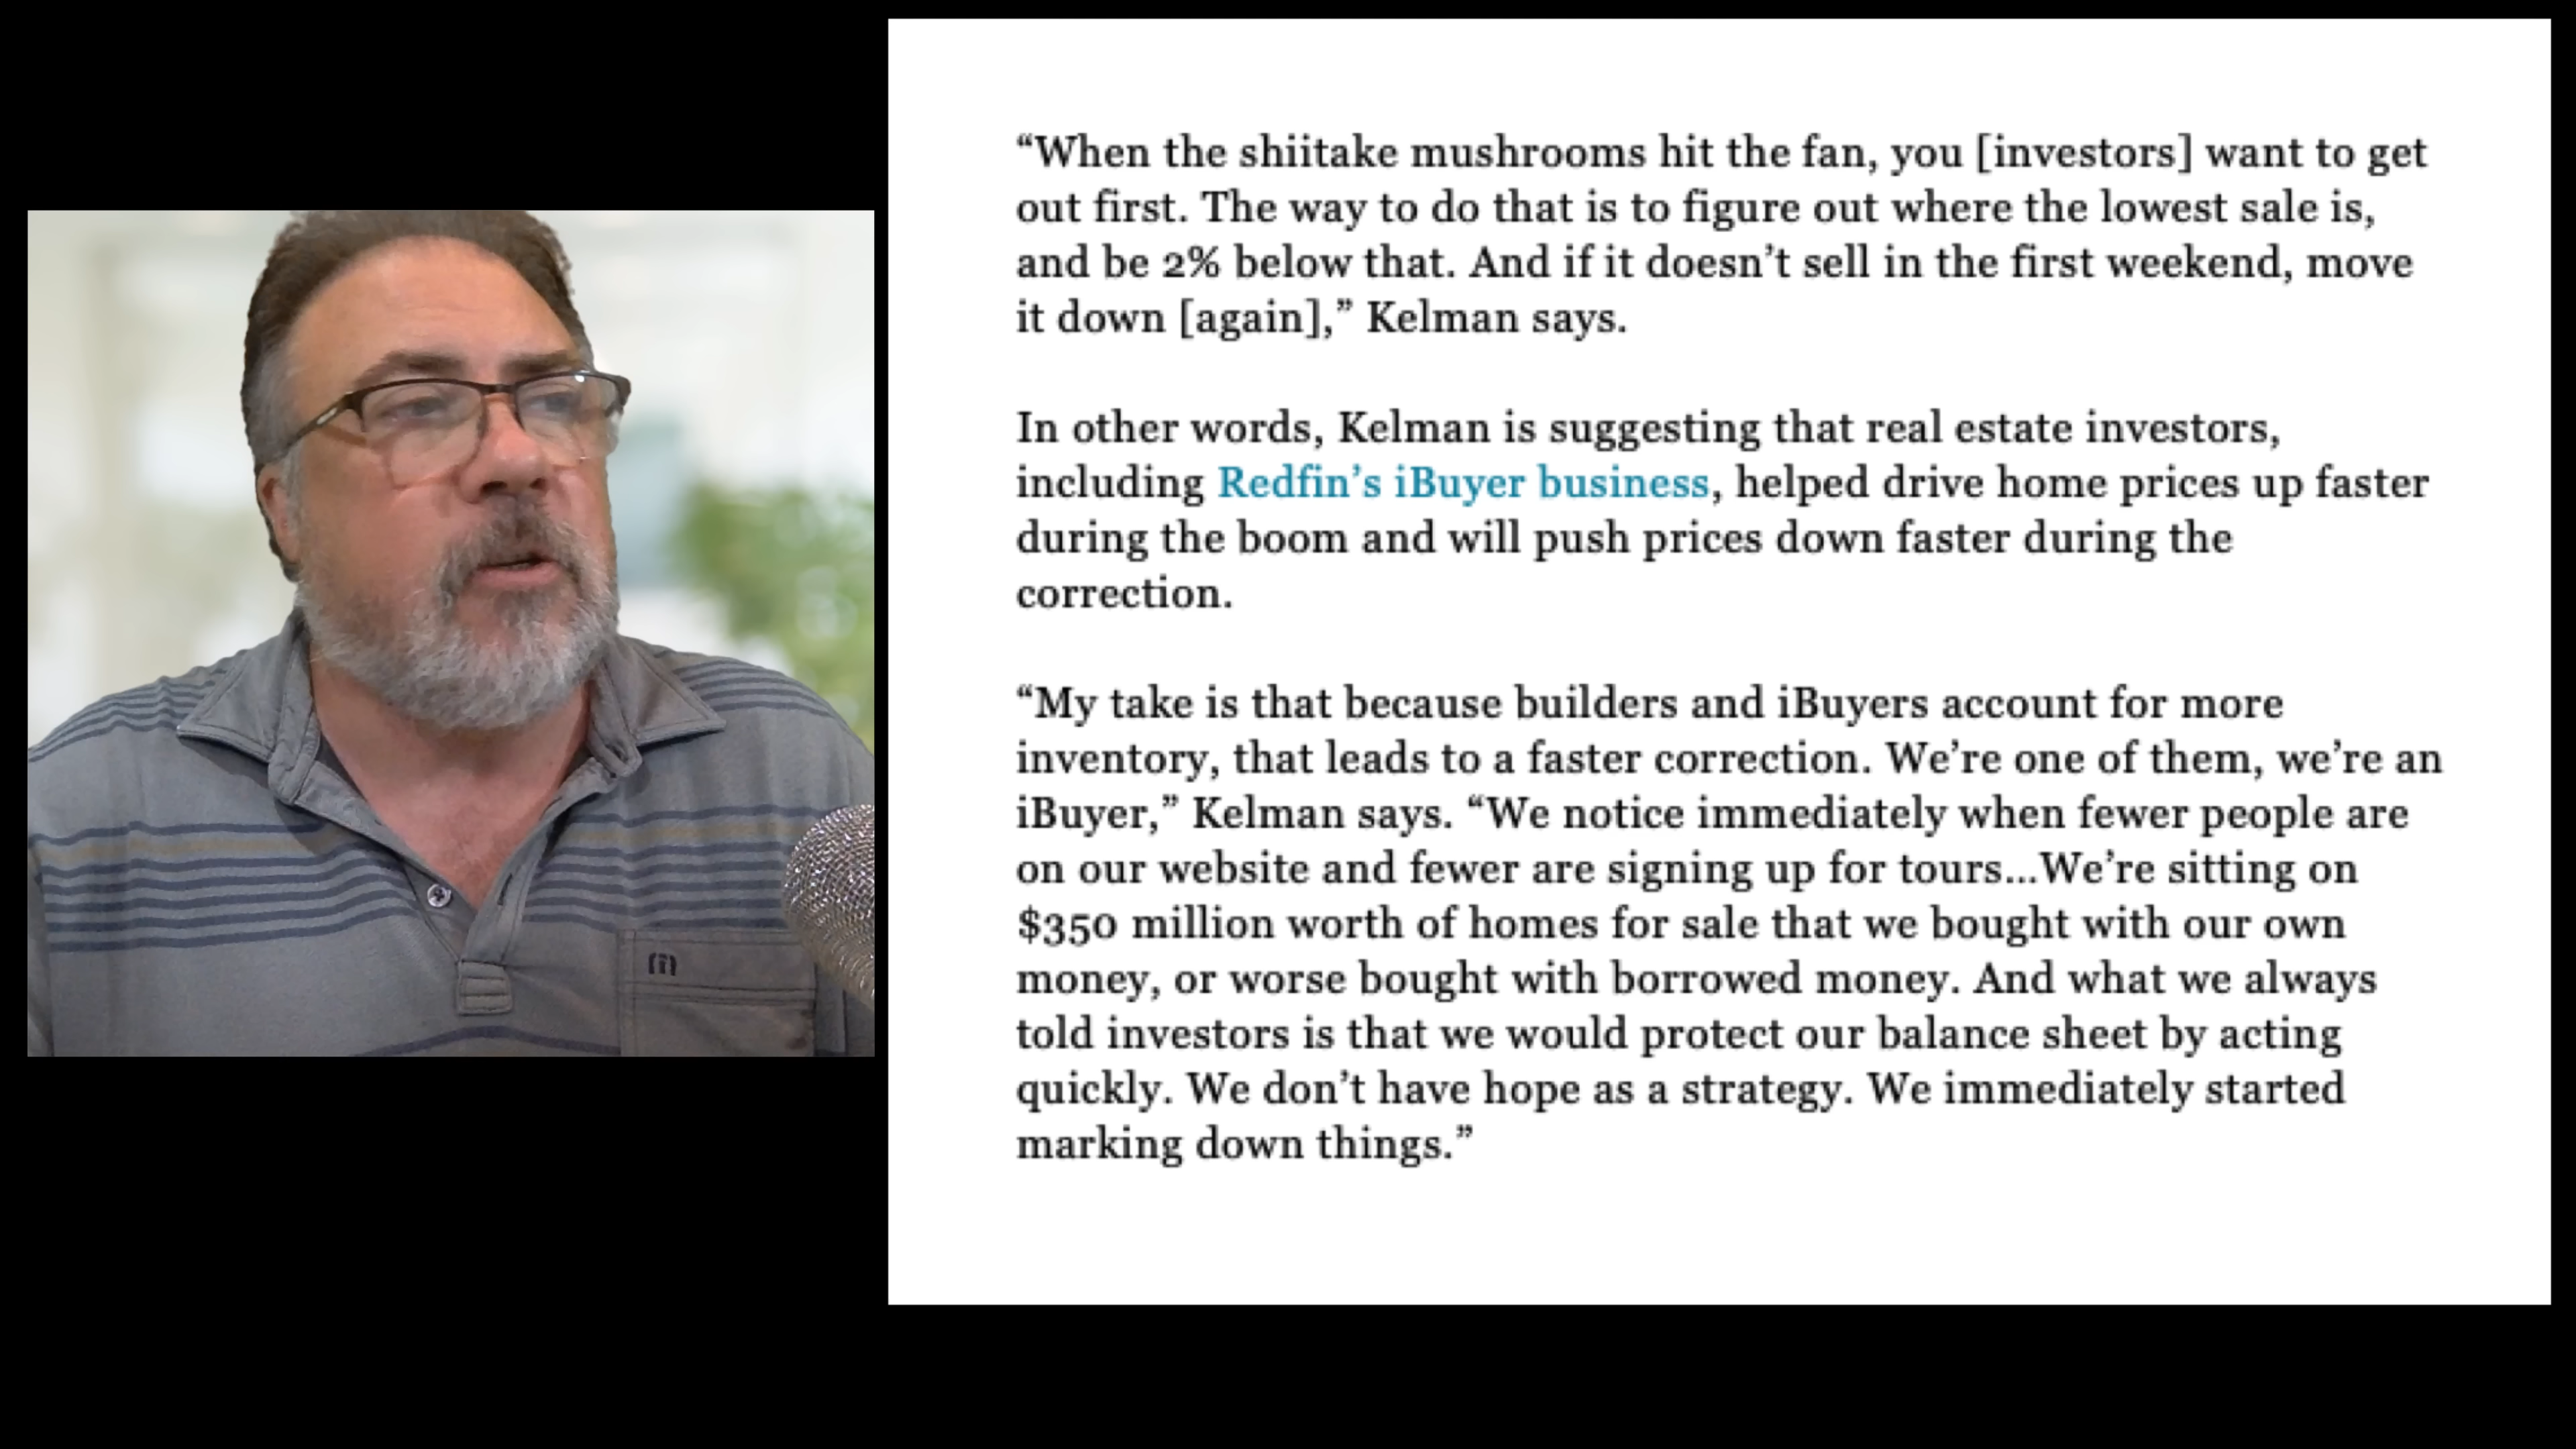 “When the shiitake mushrooms hit the fan, you [investors] want to get
out first. The way to do that is to figure out where the lowest sale is,
and be 2% below that. And if it doesn’t sell in the first weekend, move
it down [again],” Kelman says.
In other words, Kelman is suggesting that real estate investors,
including Redfin’s iBuyer business, helped drive home prices up faster
during the boom and will push prices down faster during the
correction.
“My take is that because builders and iBuyers account for more
inventory, that leads to a faster correction. We’re one of them, we’re an
iBuyer,” Kelman says. “We notice immediately when fewer people are
on our website and fewer are signing up for tours...We’re sitting on
$350 million worth of homes for sale that we bought with our own
money, or worse bought with borrowed money. And what we always
told investors is that we would protect our balance sheet by acting
quickly. We don’t have hope as a strategy. We immediately started
marking down things.”